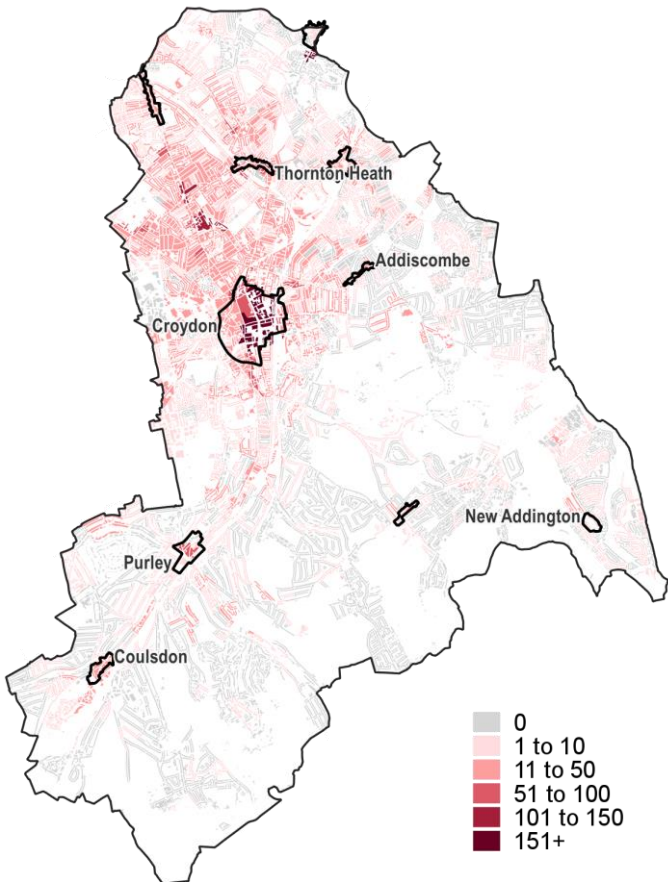 Thornton Heath
Addiscombe
Croydon
New Addington
Purley
Coulsdon
0
1 to 10
11 to 50
51 to 100
101 to 150
151+